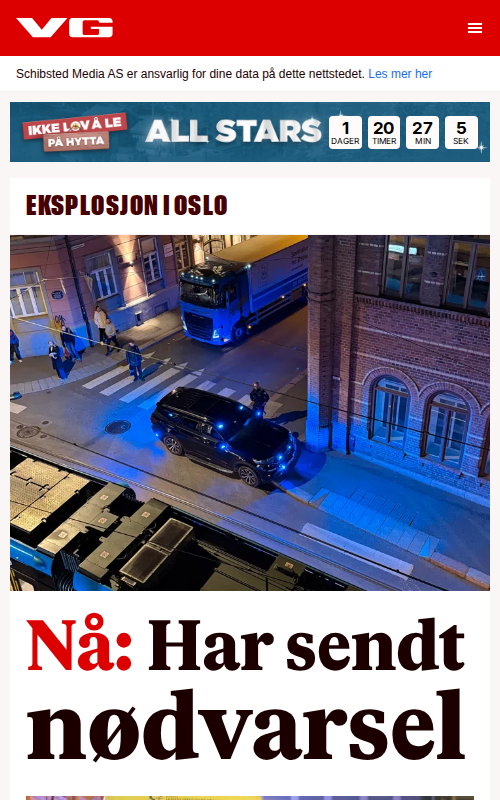 VG
Schibsted Media AS er ansvarlig for dine data på dette nettstedet. Les mer her
IKKE LOV Å LE
PÅ HYTTA
ALL STARS
1 20 27 5
DAGER TIMER MIN SEK
EKSPLOSJON I OSLO
Nå: Har sendt
nødvarsel